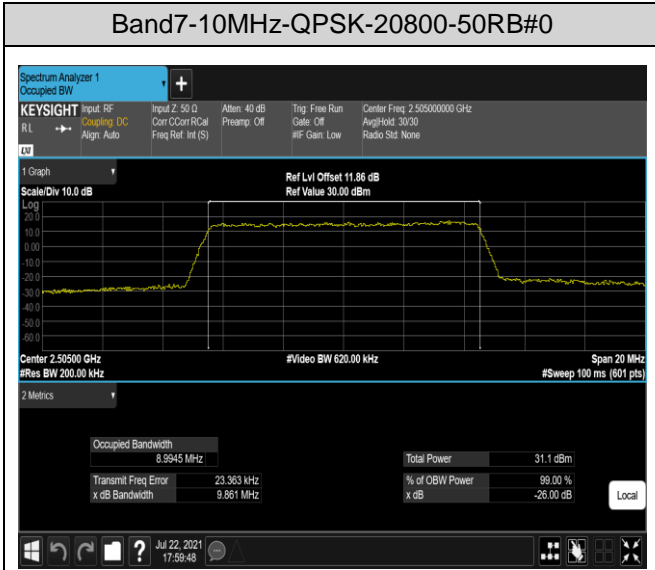 Band7-10MHz-QPSK-20800-50RB#0
Spectrum Analyzer 1
Occupied BW
+
KEYSIGHT
R L
LXI
Input: RF
Coupling: DC
Align: Auto
Input Z: 50 Ω
Corr CCorr RCal
Freq Ref: Int (S)
Atten: 40 dB
Preamp: Off
Trig: Free Run
Gate: Off
#IF Gain: Low
Center Freq: 2.505000000 GHz
Avg|Hold: 30/30
Radio Std: None
1 Graph
Scale/Div 10.0 dB
Ref Lvl Offset 11.86 dB
Ref Value 30.00 dBm
Log
20.0
10.0
0.00
-10.0
-20.0
-30.0
-40.0
-50.0
-60.0
Center 2.50500 GHz
#Video BW 620.00 kHz
Span 20 MHz
#Res BW 200.00 kHz
#Sweep 100 ms (601 pts)
2 Metrics
Occupied Bandwidth
8.9945 MHz
Total Power 31.1 dBm
Transmit Freq Error 23.363 kHz
% of OBW Power 99.00 %
x dB Bandwidth 9.861 MHz
x dB -26.00 dB
Local
?
Jul 22, 2021
17:59:48